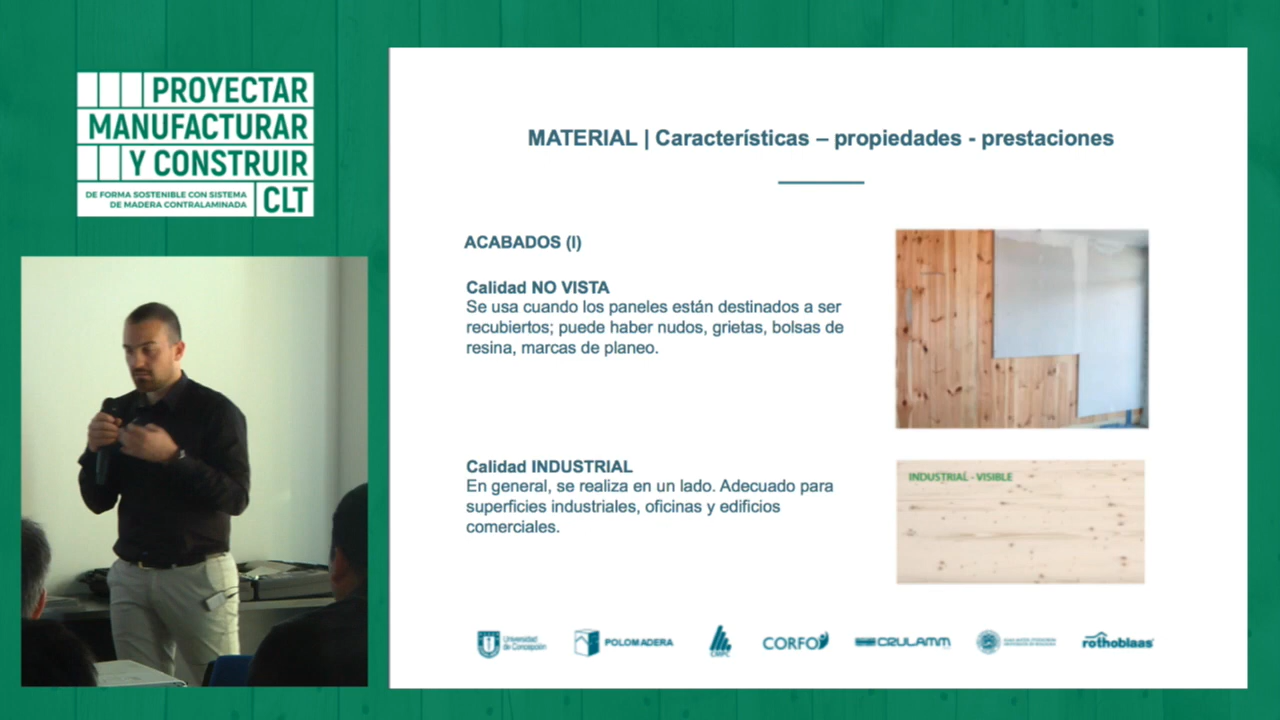 PROYECTAR
MANUFACTURAR
Y CONSTRUIR
DE FORMA SOSTENIBLE CON SISTEMA
DE MADERA CONTRALAMINADA
CLT
MATERIAL | Características – propiedades - prestaciones
ACABADOS (I)
Calidad NO VISTA
Se usa cuando los paneles están destinados a ser
recubiertos; puede haber nudos, grietas, bolsas de
resina, marcas de planeo.
Calidad INDUSTRIAL
En general, se realiza en un lado. Adecuado para
superficies industriales, oficinas y edificios
comerciales.
INDUSTRIAL - VISIBLE
Universidad
de Concepción
POLOMADERA
CMPC
CORFO
CRULAMM
rothoblaas